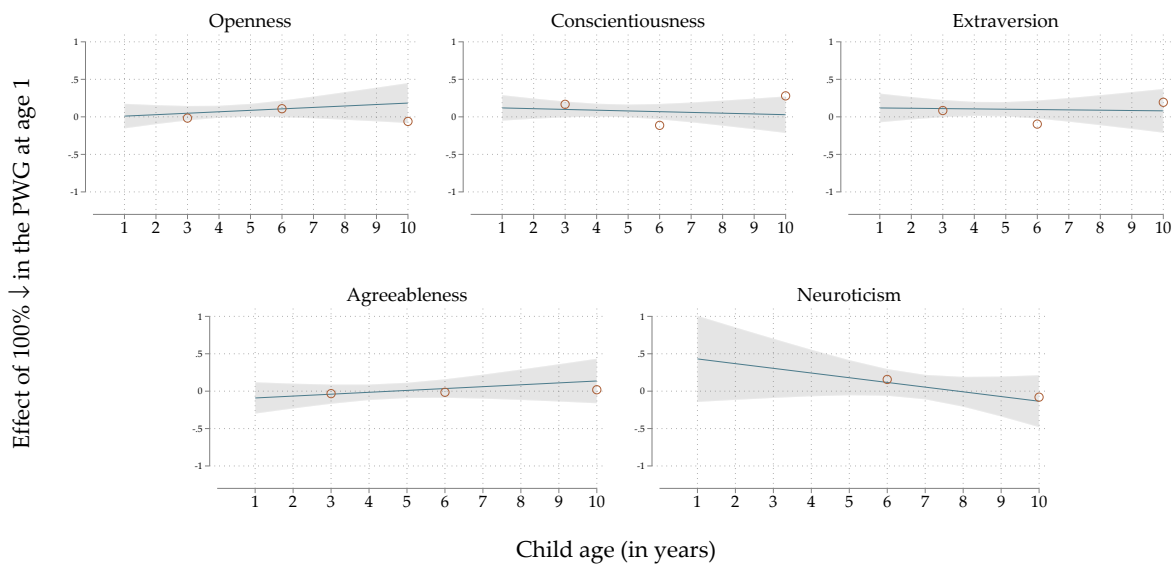 Openness
Conscientiousness
Extraversion
1
.5
0
-.5
-1
1 2 3 4 5 6 7 8 9 10
1
.5
0
-.5
-1
1 2 3 4 5 6 7 8 9 10
1
.5
0
-.5
-1
1 2 3 4 5 6 7 8 9 10
Effect of 100% ↓ in the PWG at age 1
Agreeableness
Neuroticism
1
.5
0
-.5
-1
1 2 3 4 5 6 7 8 9 10
1
.5
0
-.5
-1
1 2 3 4 5 6 7 8 9 10
Child age (in years)